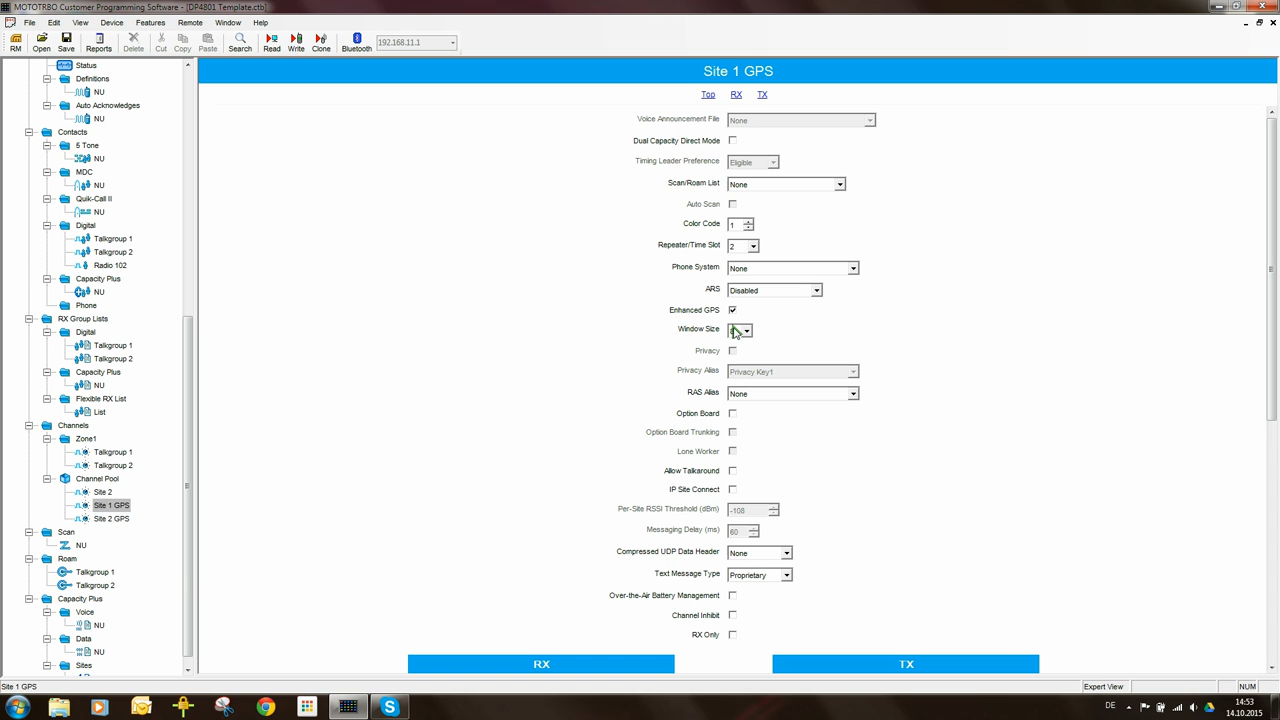 MOTOTRBO Customer Programming Software - [DP4801 Template.ctb]
File Edit View Device Features Remote Window Help
RM Open Save Reports Delete Cut Copy Paste Search Read Write Clone Bluetooth 192.168.11.1
Status
Definitions
NU
Auto Acknowledges
NU
Contacts
5 Tone
NU
MDC
NU
Quik-Call II
NU
Digital
Talkgroup 1
Talkgroup 2
Radio 102
Capacity Plus
NU
Phone
RX Group Lists
Digital
Talkgroup 1
Talkgroup 2
Capacity Plus
NU
Flexible RX List
List
Channels
Zone1
Talkgroup 1
Talkgroup 2
Channel Pool
Site 2
Site 1 GPS
Site 2 GPS
Scan
NU
Roam
Talkgroup 1
Talkgroup 2
Capacity Plus
Voice
NU
Data
NU
Sites
Site 1 GPS
Top RX TX
Voice Announcement File None
Dual Capacity Direct Mode
Timing Leader Preference Eligible
Scan/Roam List None
Auto Scan
Color Code 1
Repeater/Time Slot 2
Phone System None
ARS Disabled
Enhanced GPS
Window Size
Privacy
Privacy Alias Privacy Key1
RAS Alias None
Option Board
Option Board Trunking
Lone Worker
Allow Talkaround
IP Site Connect
Per-Site RSSI Threshold (dBm) -108
Messaging Delay (ms) 60
Compressed UDP Data Header None
Text Message Type Proprietary
Over-the-Air Battery Management
Channel Inhibit
RX Only
RX TX
Site 1 GPS Expert View NUM
DE 14:53
14.10.2015